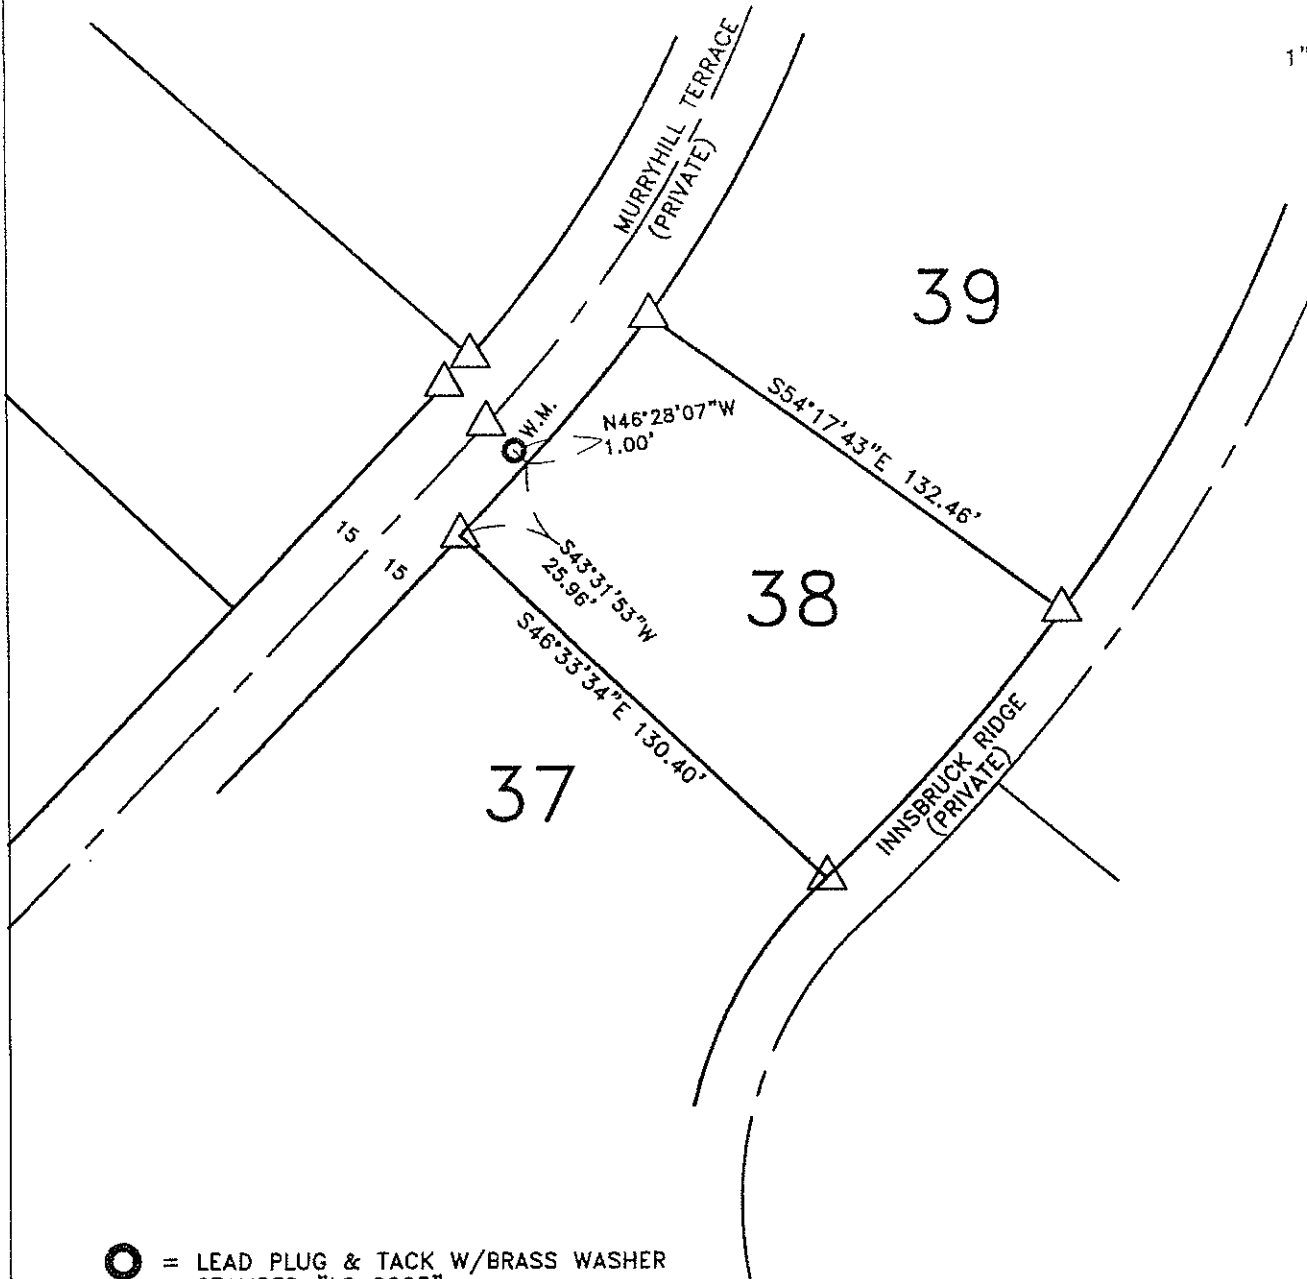 1"
MURRYHILL TERRACE
(PRIVATE)
39
W.M.
N46°28'07"W
1.00'
S54°17'43"E 132.46'
15
15
S43°31'53"W
25.96'
38
S46°33'34"E 130.40'
37
INNSBRUCK RIDGE
(PRIVATE)
= LEAD PLUG & TACK W/BRASS WASHER